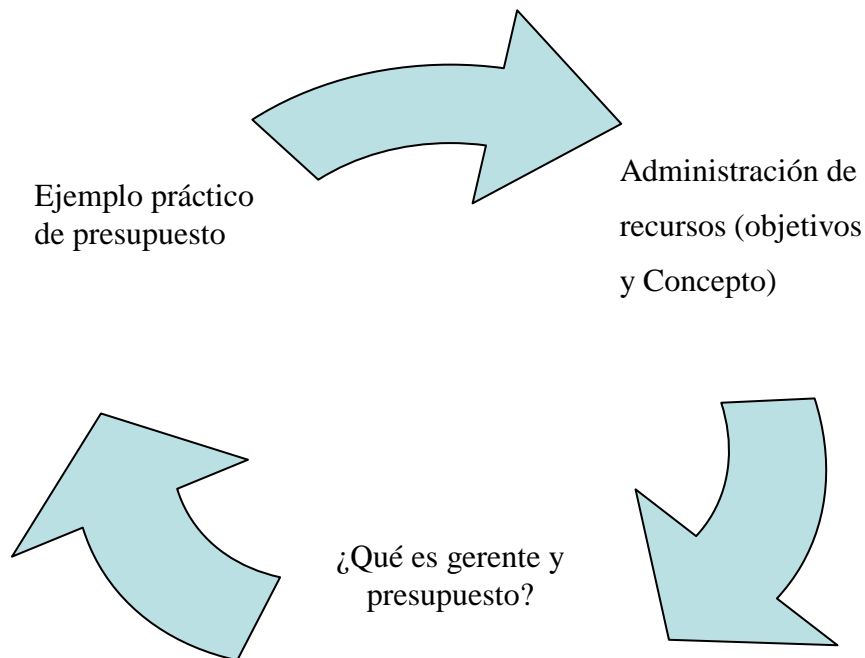 Ejemplo práctico
de presupuesto
Administración de
recursos (objetivos
y Concepto)
¿Qué es gerente y
presupuesto?